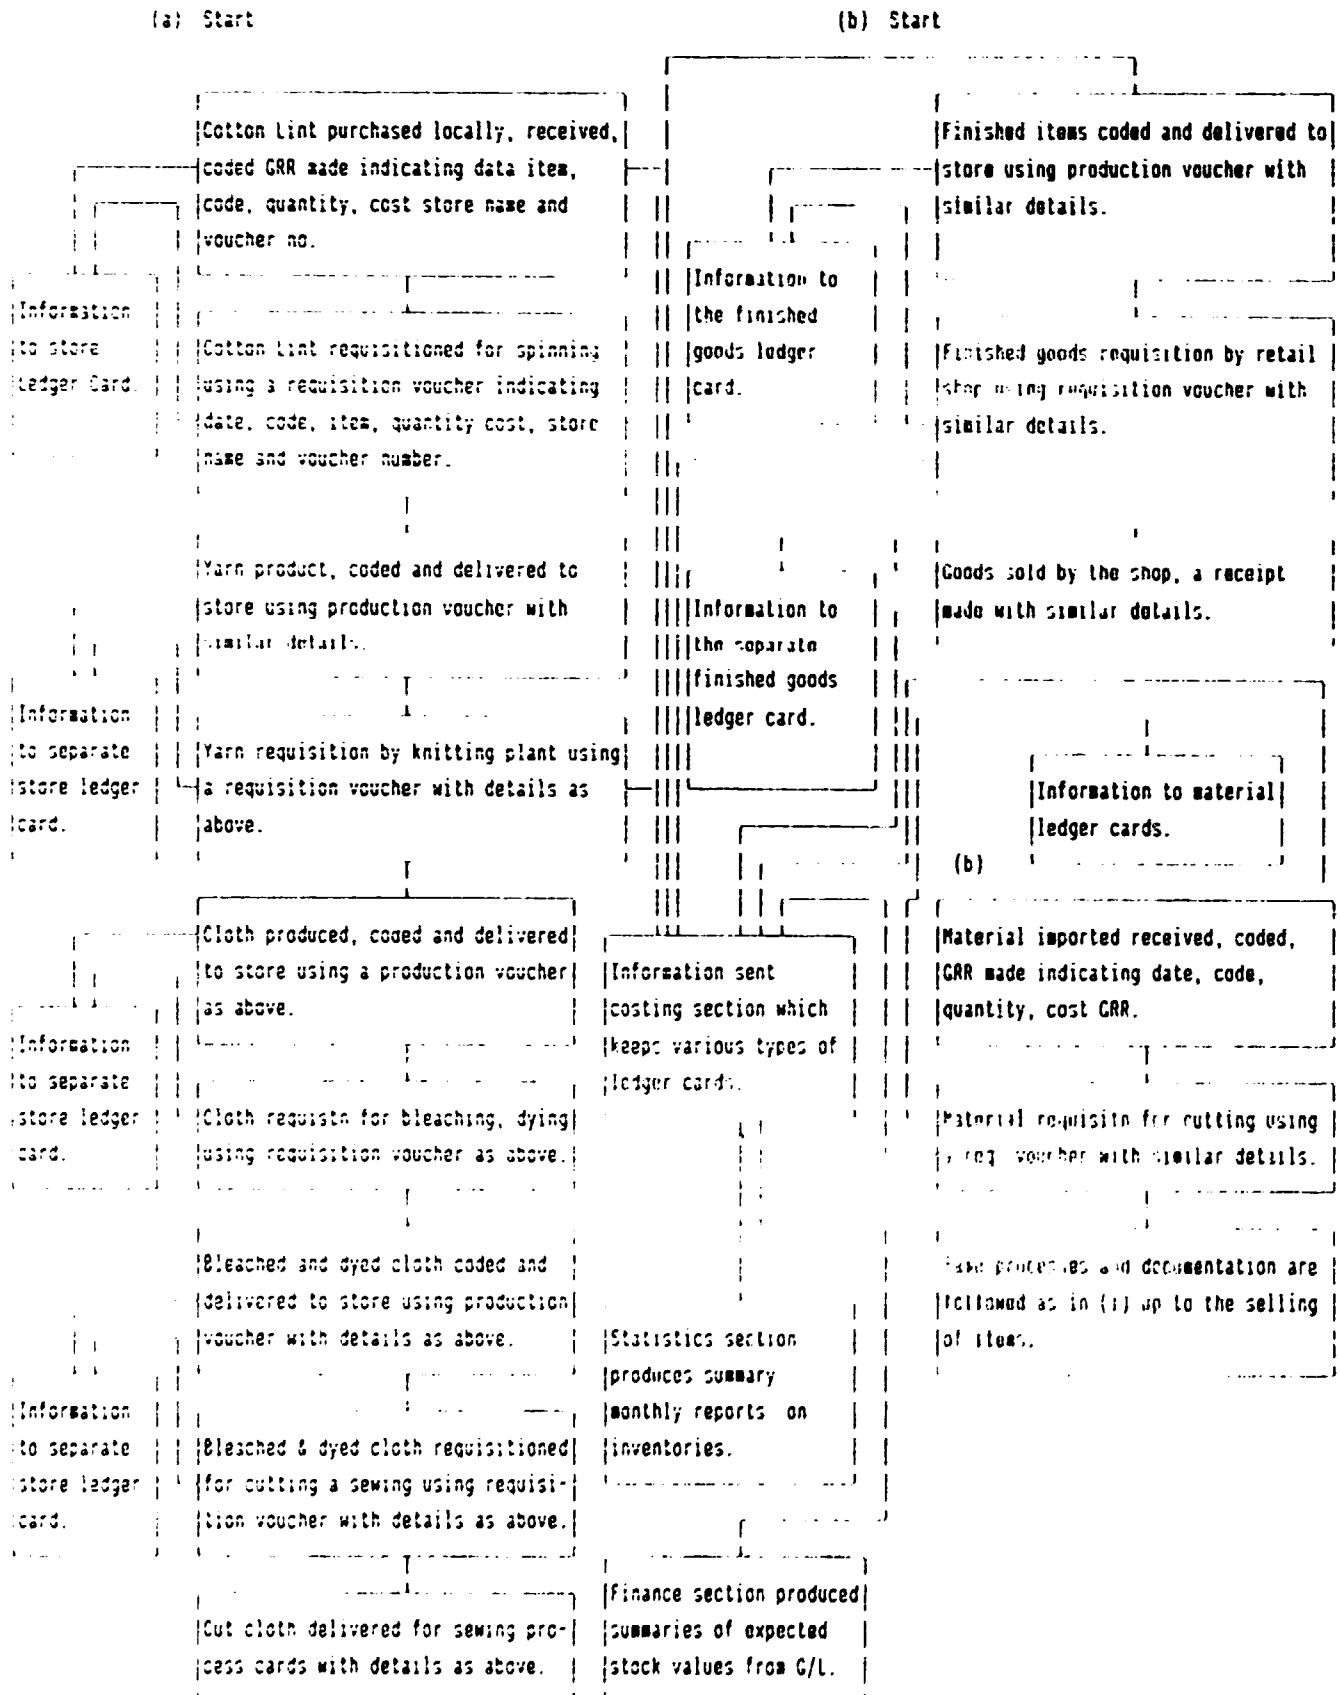 (a) Start
Cotton Lint purchased locally, received,
coded GRR made indicating data item,
code, quantity, cost store name and
voucher no.
Information
to store
Ledger Card.
Cotton Lint requisitioned for spinning
using a requisition voucher indicating
date, code, item, quantity cost, store
name and voucher number.
Yarn product, coded and delivered to
store using production voucher with
similar details.
Information
to separate
store ledger
card.
Yarn requisition by knitting plant using
a requisition voucher with details as
above.
Cloth produced, coded and delivered
to store using a production voucher
as above.
Information
to separate
store ledger
card.
Cloth requistn for bleaching, dying
using requisition voucher as above.
Bleached and dyed cloth coded and
delivered to store using production
voucher with details as above.
Information
to separate
store ledger
card.
Bleached & dyed cloth requisitioned
for cutting a sewing using requisi-
tion voucher with details as above.
Cut cloth delivered for sewing pro-
cess cards with details as above.
(b) Start
Finished items coded and delivered to
store using production voucher with
similar details.
Information to
the finished
goods ledger
card.
Finished goods requisition by retail
shop using requisition voucher with
similar details.
Goods sold by the shop, a receipt
made with similar details.
Information to
the separate
finished goods
ledger card.
Information to material
ledger cards.
(b)
Material imported received, coded,
GRR made indicating date, code,
quantity, cost GRR.
Information sent
costing section which
keeps various types of
ledger cards.
Material requisitn for cutting using
req. voucher with similar details.
processes and documentation are
followed as in up to the selling
of items.
Statistics section
produces summary
monthly reports on
inventories.
Finance section produced
summaries of expected
stock values from G/L.